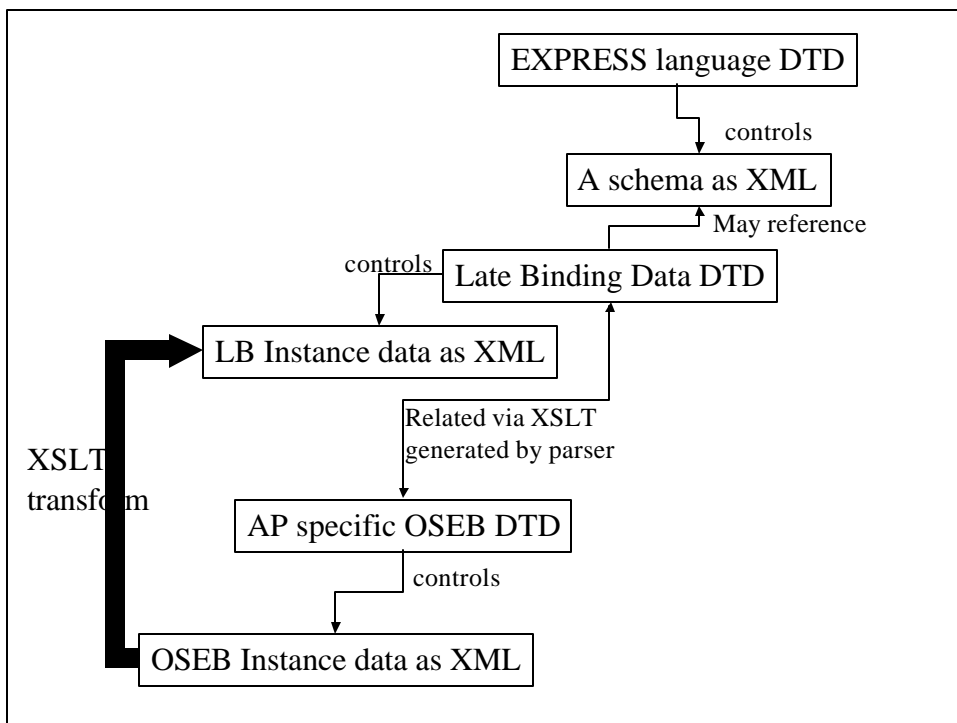 EXPRESS language DTD
controls
A schema as XML
May reference
controls
Late Binding Data DTD
LB Instance data as XML
Related via XSLT
generated by parser
XSLT
transform
AP specific OSEB DTD
controls
OSEB Instance data as XML